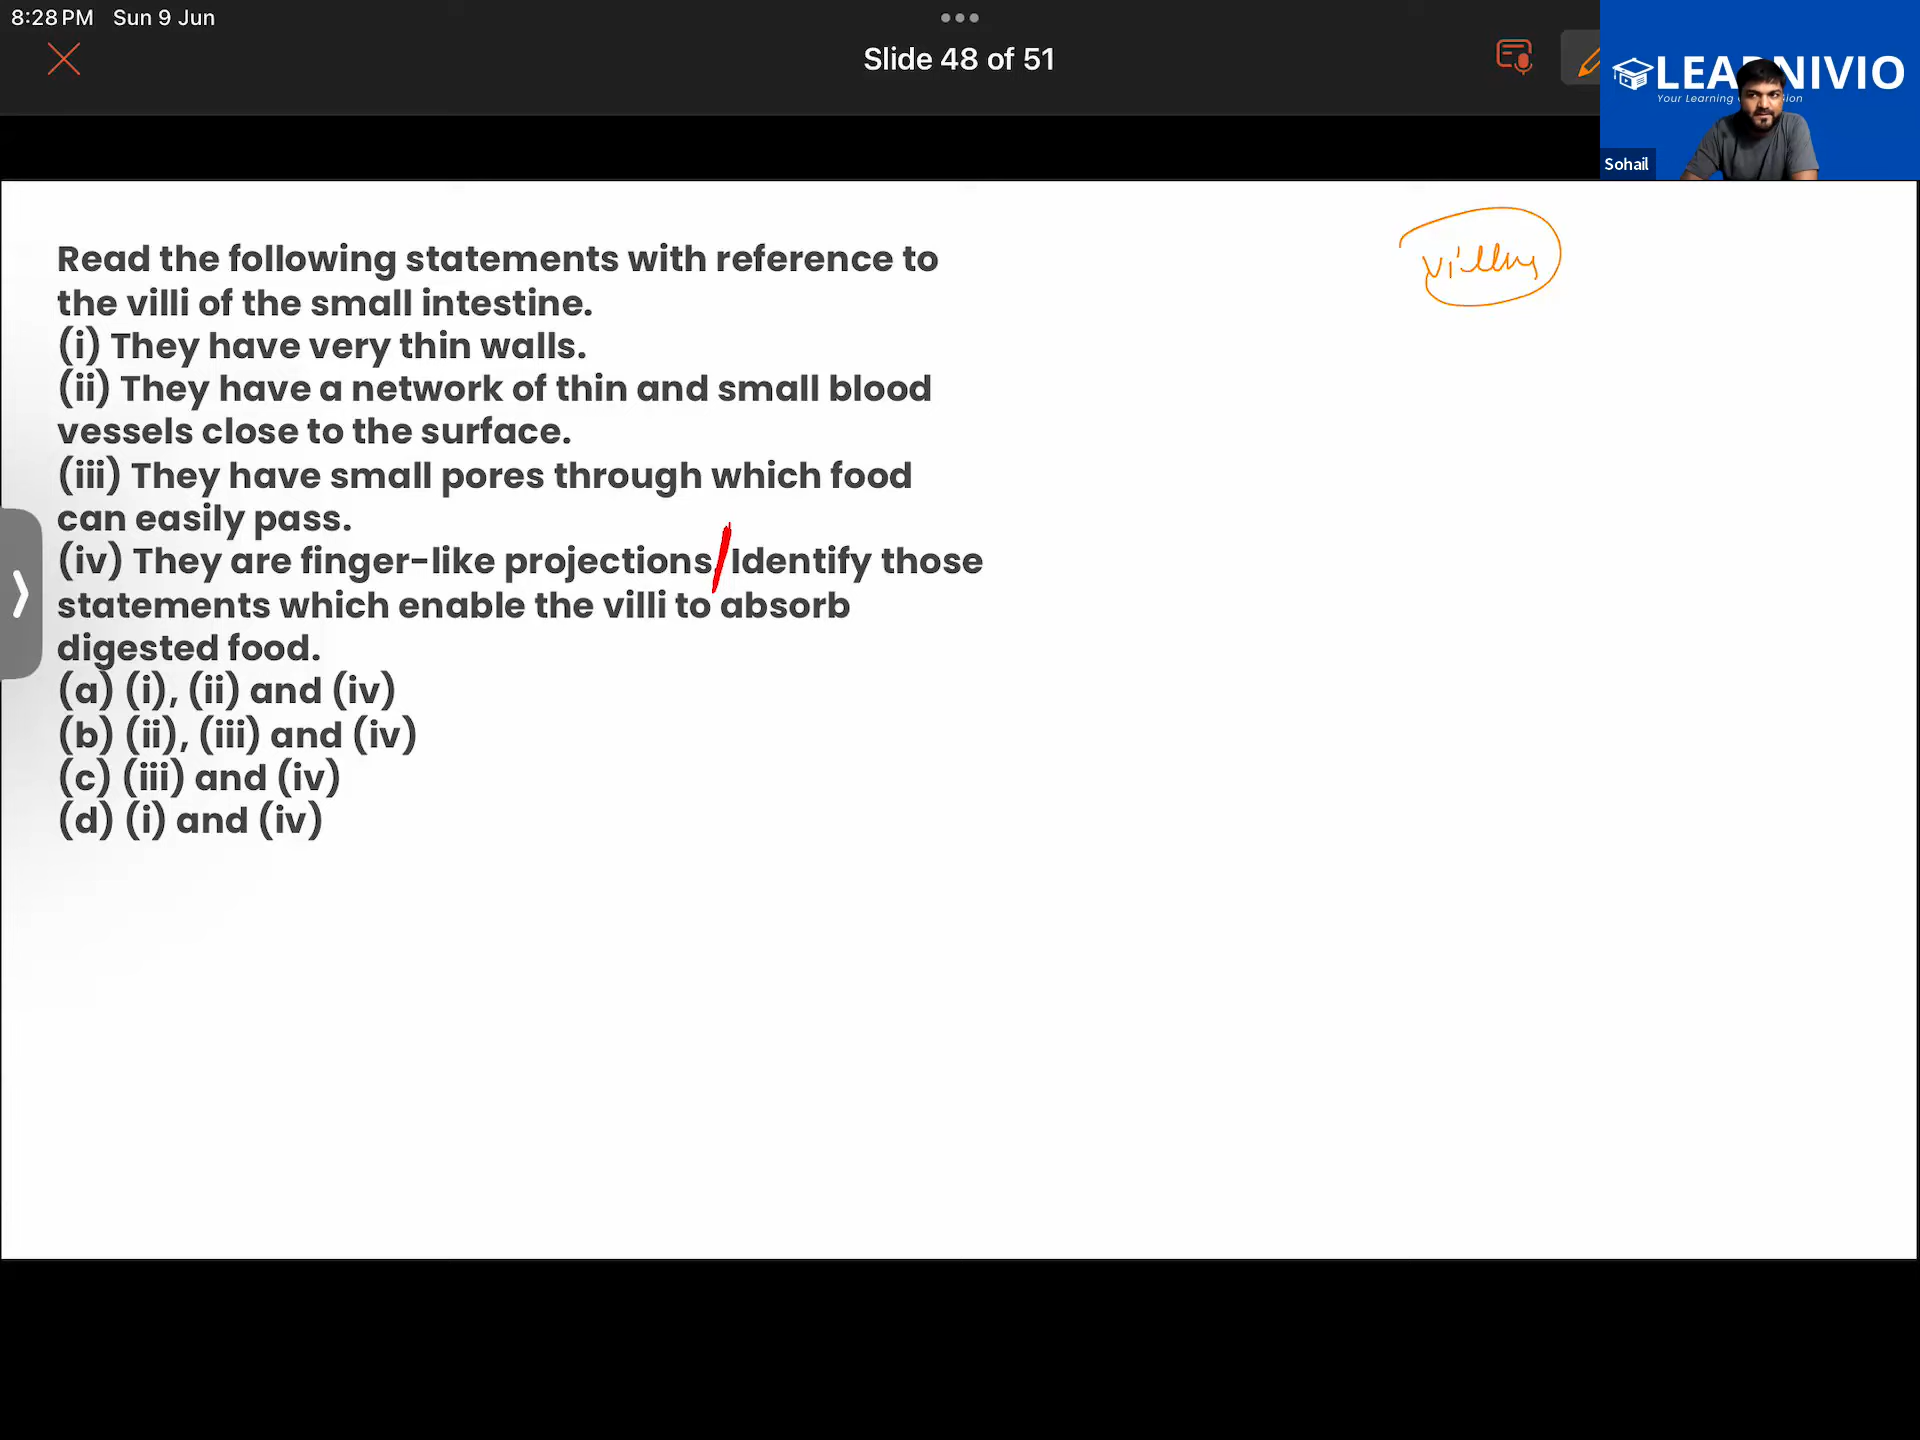 8:28 PM Sun 9 Jun
Slide 48 of 51
LEARNIVIO
Your Learning
Sohail
villus
Read the following statements with reference to
the villi of the small intestine.
(i) They have very thin walls.
(ii) They have a network of thin and small blood
vessels close to the surface.
(iii) They have small pores through which food
can easily pass.
(iv) They are finger-like projections. Identify those
statements which enable the villi to absorb
digested food.
(a) (i), (ii) and (iv)
(b) (ii), (iii) and (iv)
(c) (iii) and (iv)
(d) (i) and (iv)